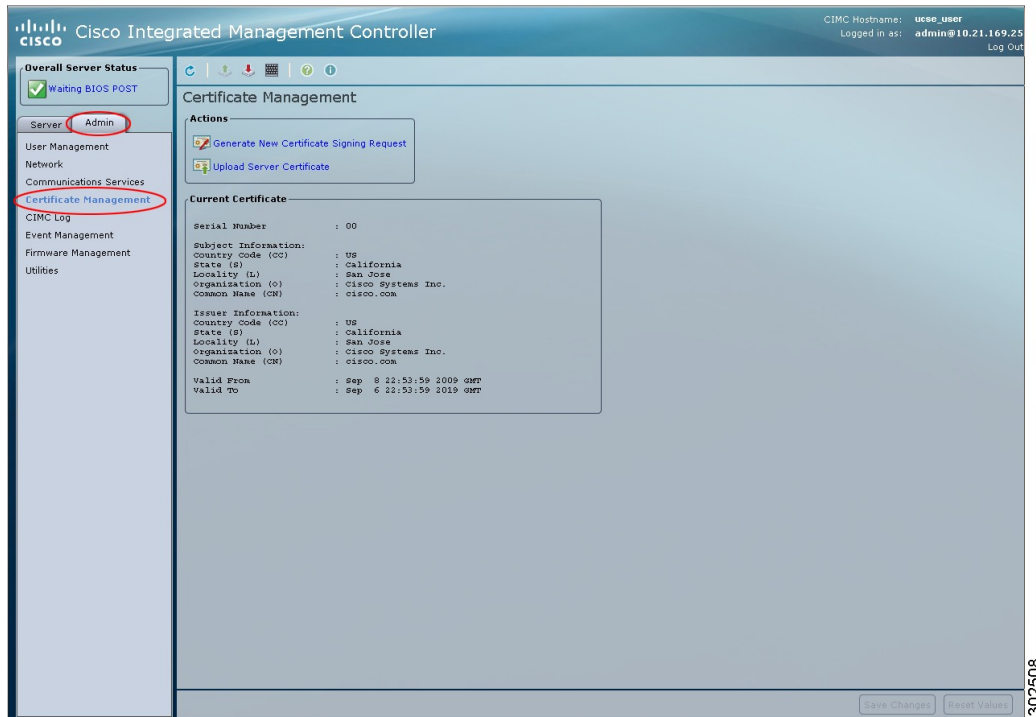 CISCO
Cisco Integrated Management Controller
CIMC Hostname: ucse_user
Logged in as: admin@10.21.169.25
Log Out
Overall Server Status
Waiting BIOS POST
Server
Admin
User Management
Network
Communications Services
Certificate Management
CIMC Log
Event Management
Firmware Management
Utilities
Certificate Management
Actions
Generate New Certificate Signing Request
Upload Server Certificate
Current Certificate
Serial Number : 00
Subject Information:
Country Code (CC) : US
State (S) : California
Locality (L) : San Jose
Organization (O) : Cisco Systems Inc.
Common Name (CN) : cisco.com
Issuer Information:
Country Code (CC) : US
State (S) : California
Locality (L) : San Jose
Organization (O) : Cisco Systems Inc.
Common Name (CN) : cisco.com
Valid From : Sep 8 22:53:59 2009 GMT
Valid To : Sep 6 22:53:59 2019 GMT
Save Changes
Reset Values
302508